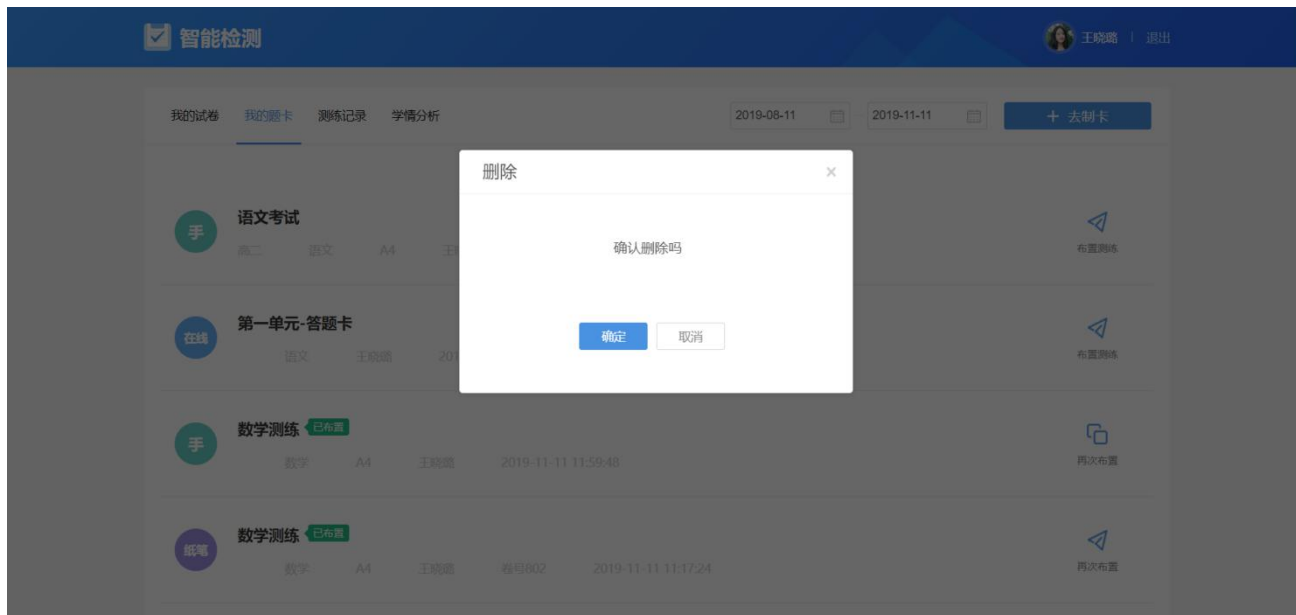 智能检测
王晓璐 | 退出
我的试卷 我的题卡 测练记录 学情分析 2019-08-11 2019-11-11 + 去制卡
删除 ×
手 语文考试
高二 语文 A4
布置测练
确认删除吗
在线 第一单元-答题卡
语文 王晓璐 201
布置测练
确定 取消
手 数学测练 已布置
数学 A4 王晓璐 2019-11-11 11:59:48
再次布置
纸笔 数学测练 已布置
数学 A4 王晓璐 卷号802 2019-11-11 11:17:24
再次布置